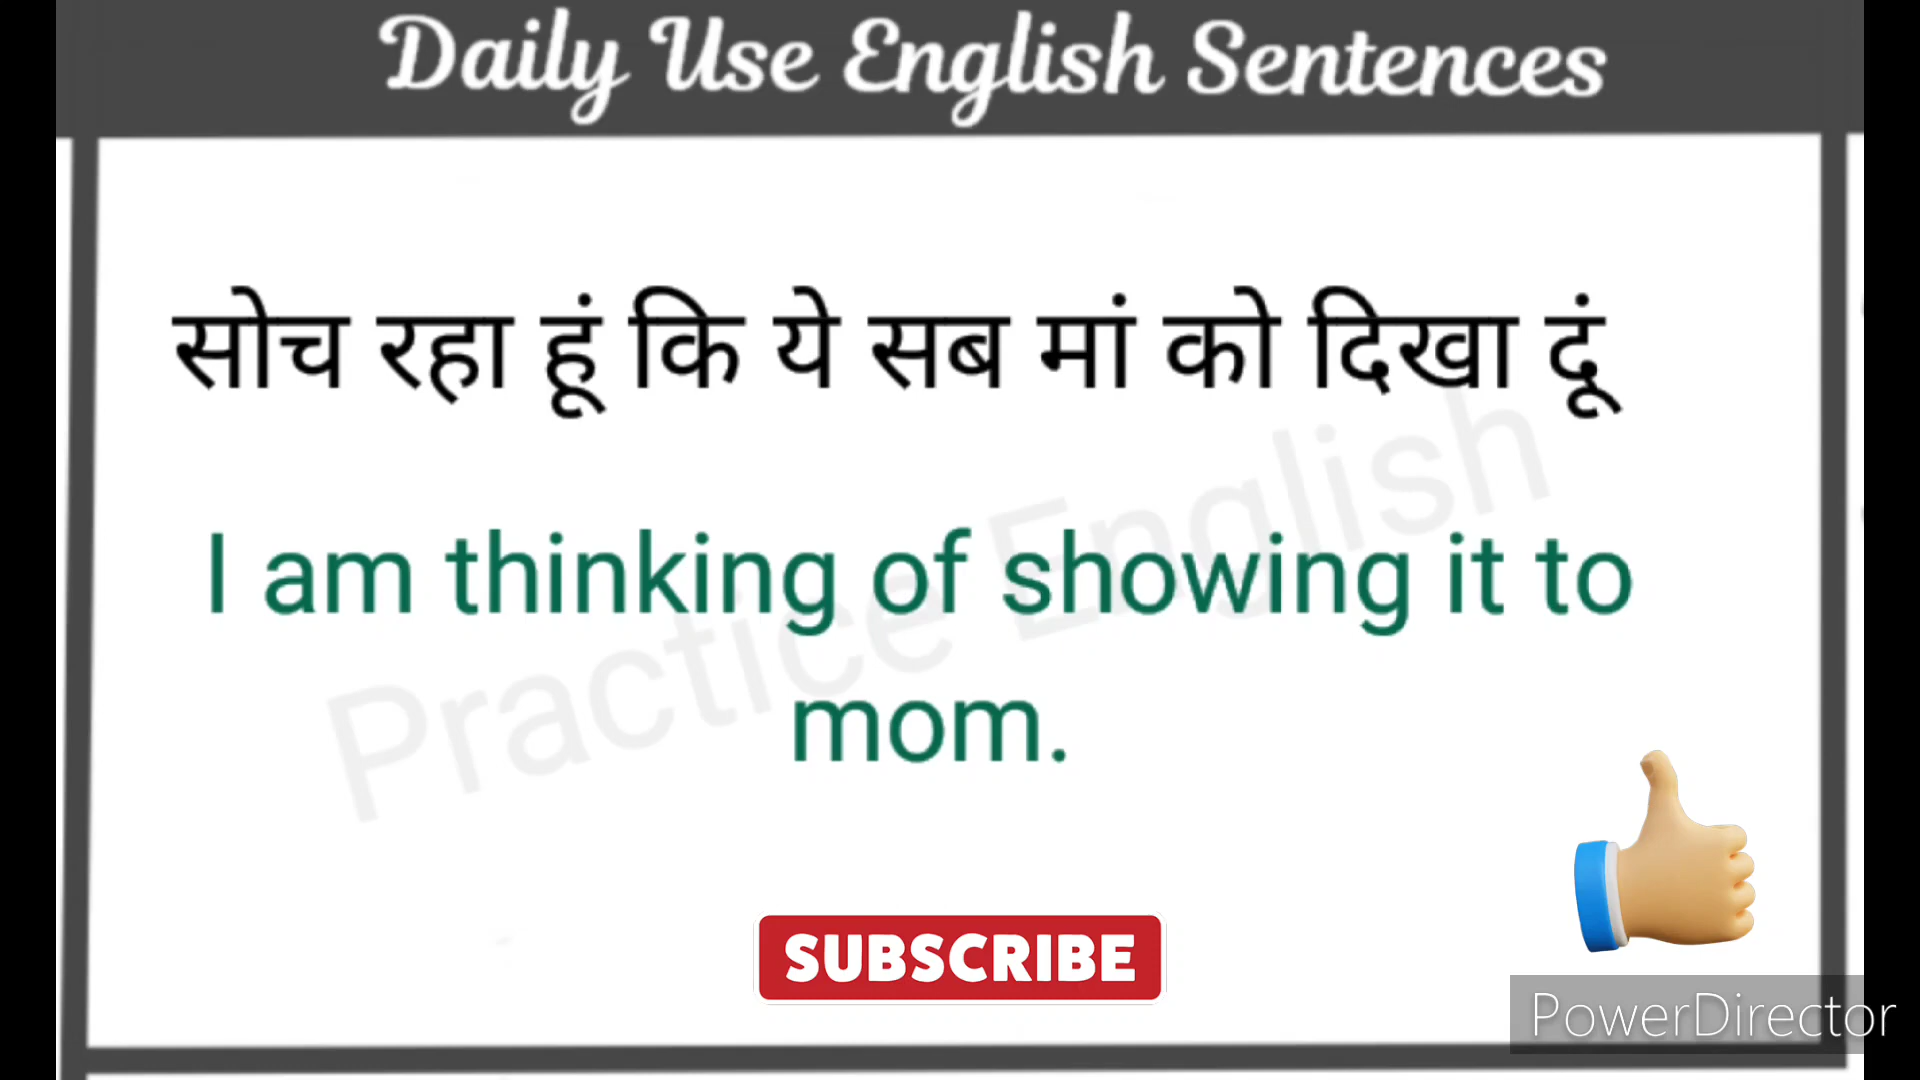 Daily Use English Sentences
सोच रहा हूं कि ये सब मां को दिखा दूं
I am thinking of showing it to
mom.
Practice English
SUBSCRIBE
PowerDirector